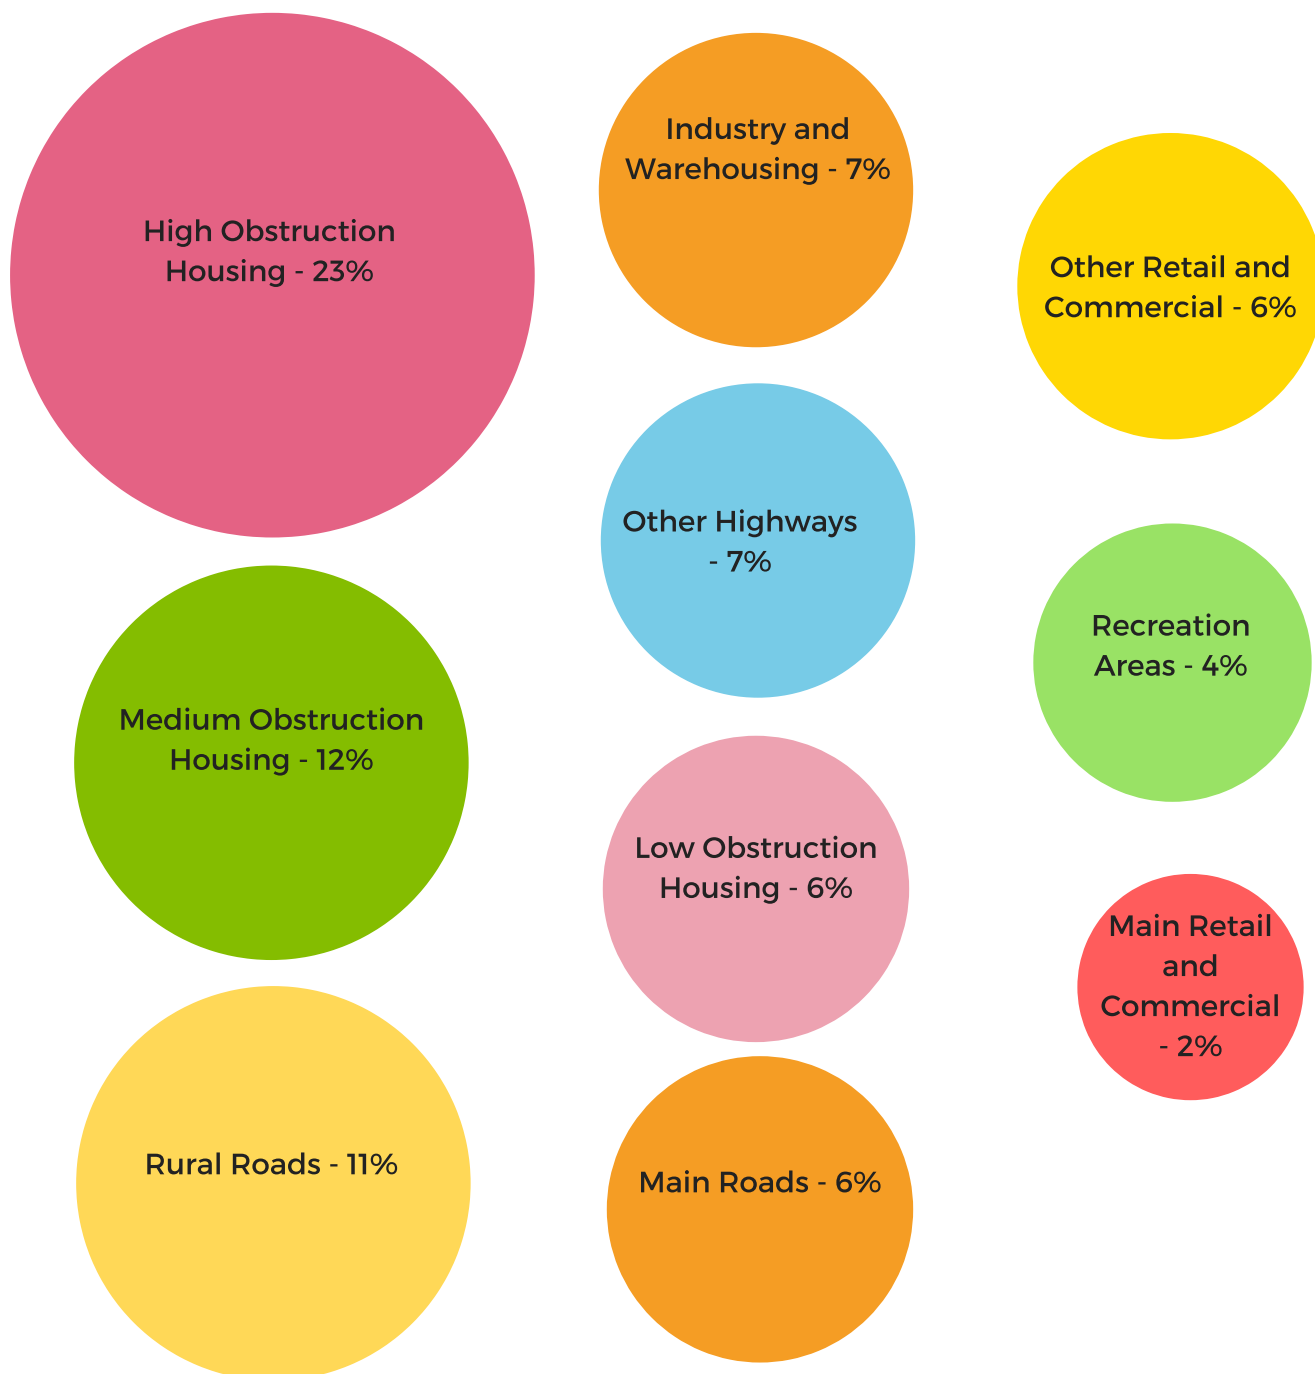 High Obstruction
Housing - 23%
Medium Obstruction
Housing - 12%
Rural Roads - 11%
Industry and
Warehousing - 7%
Other Highways
- 7%
Low Obstruction
Housing - 6%
Main Roads - 6%
Other Retail and
Commercial - 6%
Recreation
Areas - 4%
Main Retail
and
Commercial
- 2%